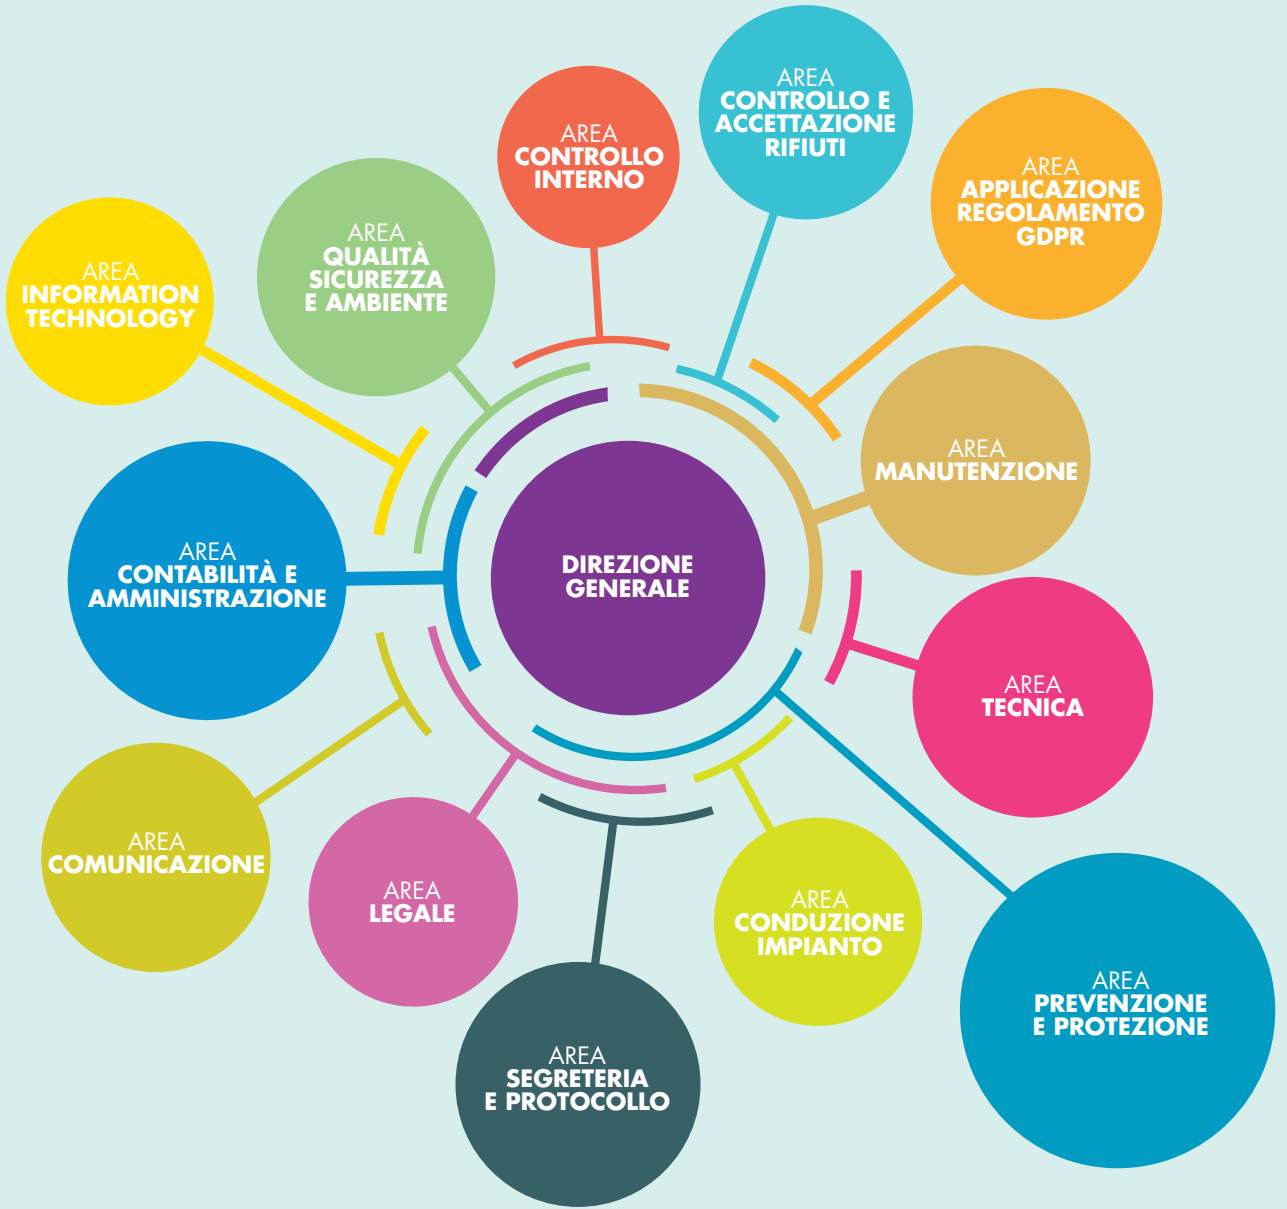 AREA
CONTROLLO E
ACCETTAZIONE
RIFIUTI
AREA
CONTROLLO
INTERNO
AREA
APPLICAZIONE
REGOLAMENTO
GDPR
AREA
QUALITÀ
SICUREZZA
E AMBIENTE
AREA
INFORMATION
TECHNOLOGY
AREA
MANUTENZIONE
AREA
CONTABILITÀ E
AMMINISTRAZIONE
DIREZIONE
GENERALE
AREA
TECNICA
AREA
COMUNICAZIONE
AREA
LEGALE
AREA
CONDUZIONE
IMPIANTO
AREA
PREVENZIONE
E PROTEZIONE
AREA
SEGRETERIA
E PROTOCOLLO